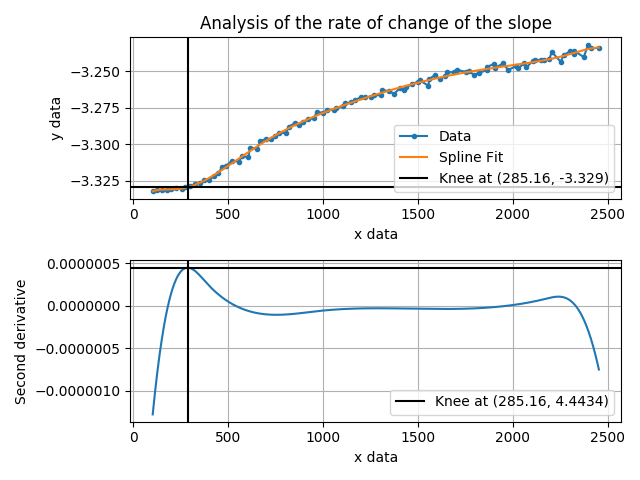 Analysis of the rate of change of the slope
−3.250
−3.275
−3.300
−3.325
y data
Data
Spline Fit
Knee at (285.16, -3.329)
0 500 1000 1500 2000 2500
x data
0.0000005
0.0000000
−0.0000005
−0.0000010
Second derivative
Knee at (285.16, 4.4434)
0 500 1000 1500 2000 2500
x data